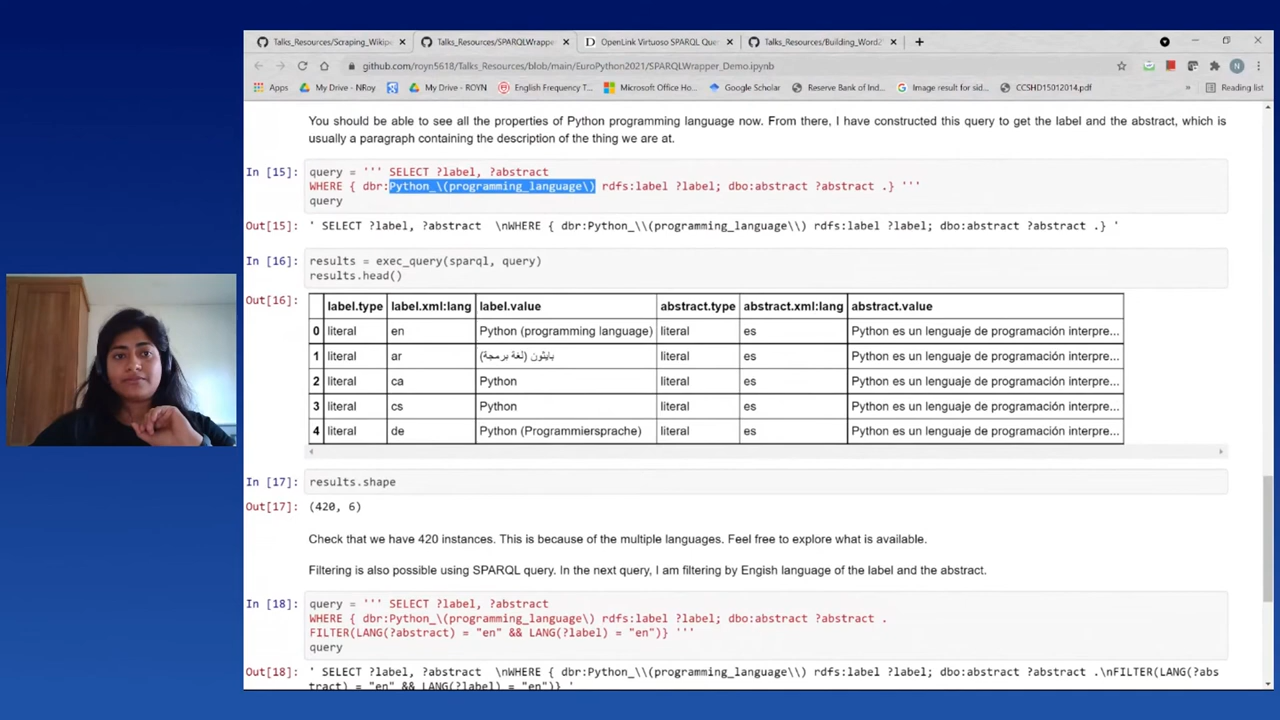 Talks_Resources/Scraping_Wikipe
Talks_Resources/SPARQLWrapper
OpenLink Virtuoso SPARQL Que
Talks_Resources/Building_Word2
github.com/royn5618/Talks_Resources/blob/main/EuroPython2021/SPARQLWrapper_Demo.ipynb
N
Apps
My Drive - NRoy
My Drive - ROYN
English Frequency T...
Microsoft Office Ho...
Google Scholar
Reserve Bank of Ind...
Image result for sid...
CCSHD15012014.pdf
»
Reading list
You should be able to see all the properties of Python programming language now. From there, I have constructed this query to get the label and the abstract, which is
usually a paragraph containing the description of the thing we are at.
In [15]: query = ''' SELECT ?label, ?abstract
WHERE { dbr:Python_\(programming_language\) rdfs:label ?label; dbo:abstract ?abstract .} '''
query
Out[15]: ' SELECT ?label, ?abstract \nWHERE { dbr:Python_\\(programming_language\\) rdfs:label ?label; dbo:abstract ?abstract .} '
In [16]: results = exec_query(sparql, query)
results.head()
Out[16]:
label.type label.xml:lang label.value abstract.type abstract.xml:lang abstract.value
0 literal en Python (programming language) literal es Python es un lenguaje de programación interpre...
1 literal ar بايثون (لغة برمجة) literal es Python es un lenguaje de programación interpre...
2 literal ca Python literal es Python es un lenguaje de programación interpre...
3 literal cs Python literal es Python es un lenguaje de programación interpre...
4 literal de Python (Programmiersprache) literal es Python es un lenguaje de programación interpre...
In [17]: results.shape
Out[17]: (420, 6)
Check that we have 420 instances. This is because of the multiple languages. Feel free to explore what is available.
Filtering is also possible using SPARQL query. In the next query, I am filtering by Engish language of the label and the abstract.
In [18]: query = ''' SELECT ?label, ?abstract
WHERE { dbr:Python_\(programming_language\) rdfs:label ?label; dbo:abstract ?abstract .
FILTER(LANG(?abstract) = "en" && LANG(?label) = "en")} '''
query
Out[18]: ' SELECT ?label, ?abstract \nWHERE { dbr:Python_\\(programming_language\\) rdfs:label ?label; dbo:abstract ?abstract .\nFILTER(LANG(?abs
tract) = "en" && LANG(?label) = "en")} '